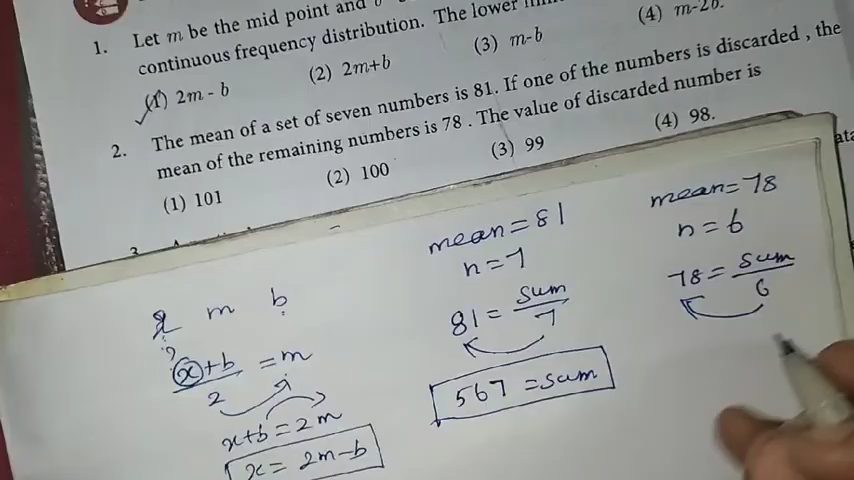 1. Let m be the mid point and
continuous frequency distribution. The lower
(1) 2m - b (2) 2m+b (3) m-b (4) m-2b.
2. The mean of a set of seven numbers is 81. If one of the numbers is discarded , the
mean of the remaining numbers is 78 . The value of discarded number is
(1) 101 (2) 100 (3) 99 (4) 98.
x m b
?
x+b/2 = m
x+b = 2m
x = 2m-b
mean = 81
n = 7
81 = sum/7
567 = sum
mean = 78
n = 6
78 = sum/6